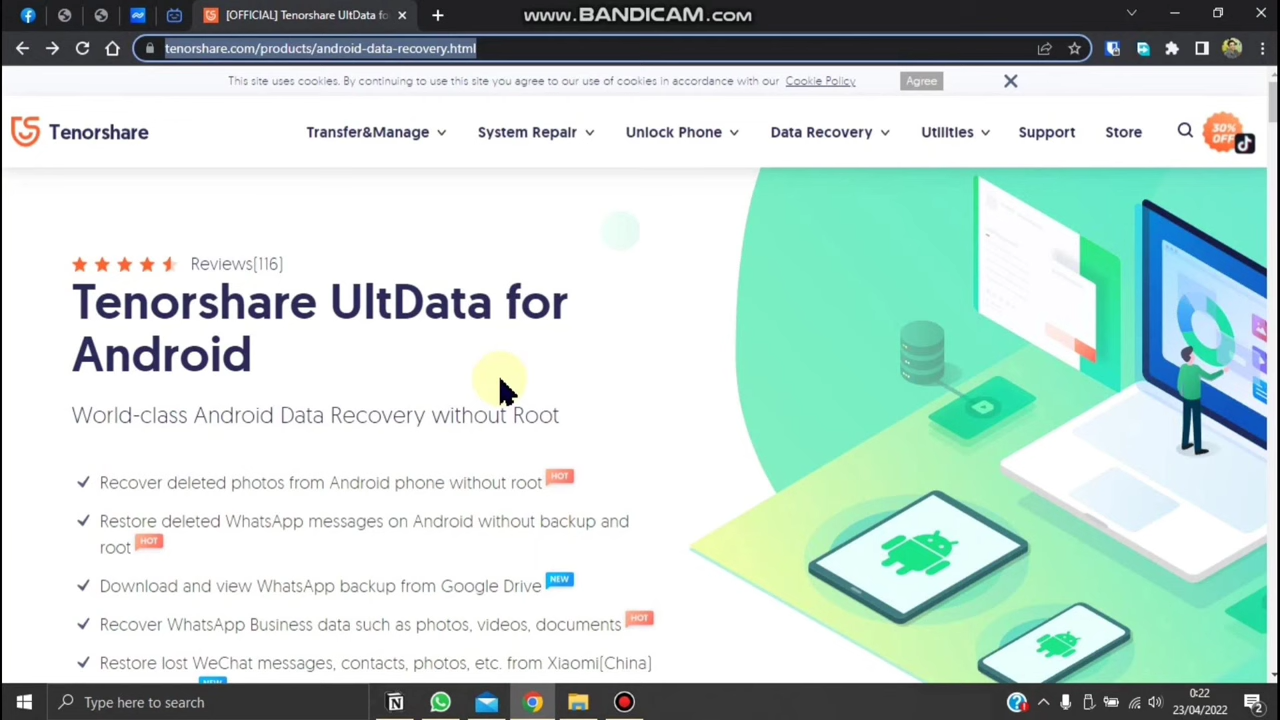 www.BANDICAM.com
[OFFICIAL] Tenorshare UltData fo
tenorshare.com/products/android-data-recovery.html
This site uses cookies. By continuing to use this site you agree to our use of cookies in accordance with our Cookie Policy
Agree
Tenorshare
Transfer&Manage
System Repair
Unlock Phone
Data Recovery
Utilities
Support
Store
30%
OFF
Reviews(116)
Tenorshare UltData for
Android
World-class Android Data Recovery without Root
Recover deleted photos from Android phone without root HOT
Restore deleted WhatsApp messages on Android without backup and
root HOT
Download and view WhatsApp backup from Google Drive NEW
Recover WhatsApp Business data such as photos, videos, documents HOT
Restore lost WeChat messages, contacts, photos, etc. from Xiaomi(China)
NEW
Type here to search
0:22
23/04/2022
2